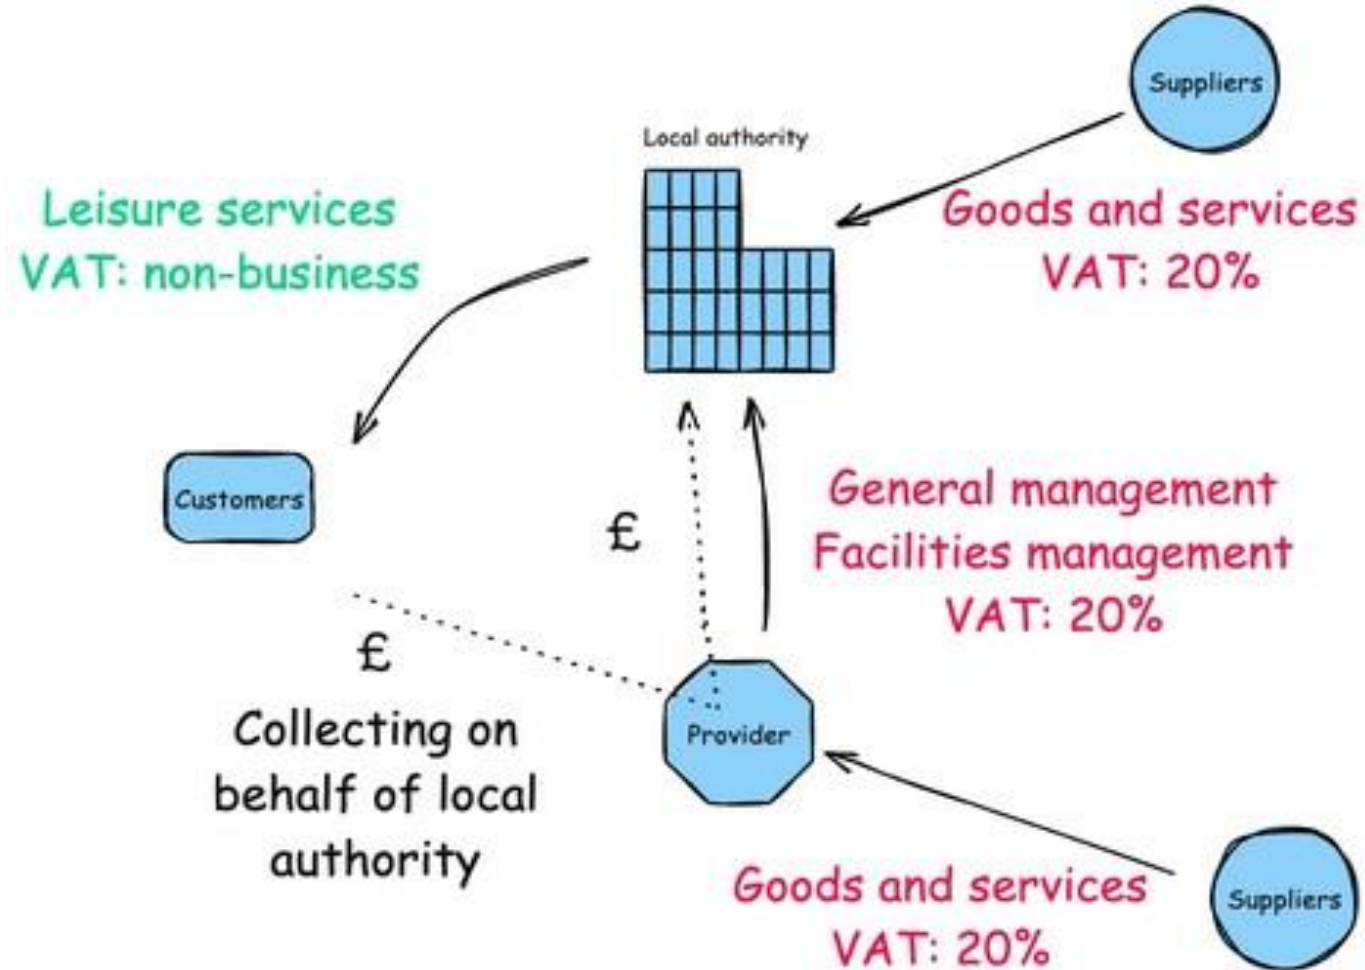 Suppliers
Local authority
Leisure services
VAT: non-business
Goods and services
VAT: 20%
Customers
£
General management
Facilities management
VAT: 20%
£
Collecting on
behalf of local
authority
Provider
Goods and services
VAT: 20%
Suppliers